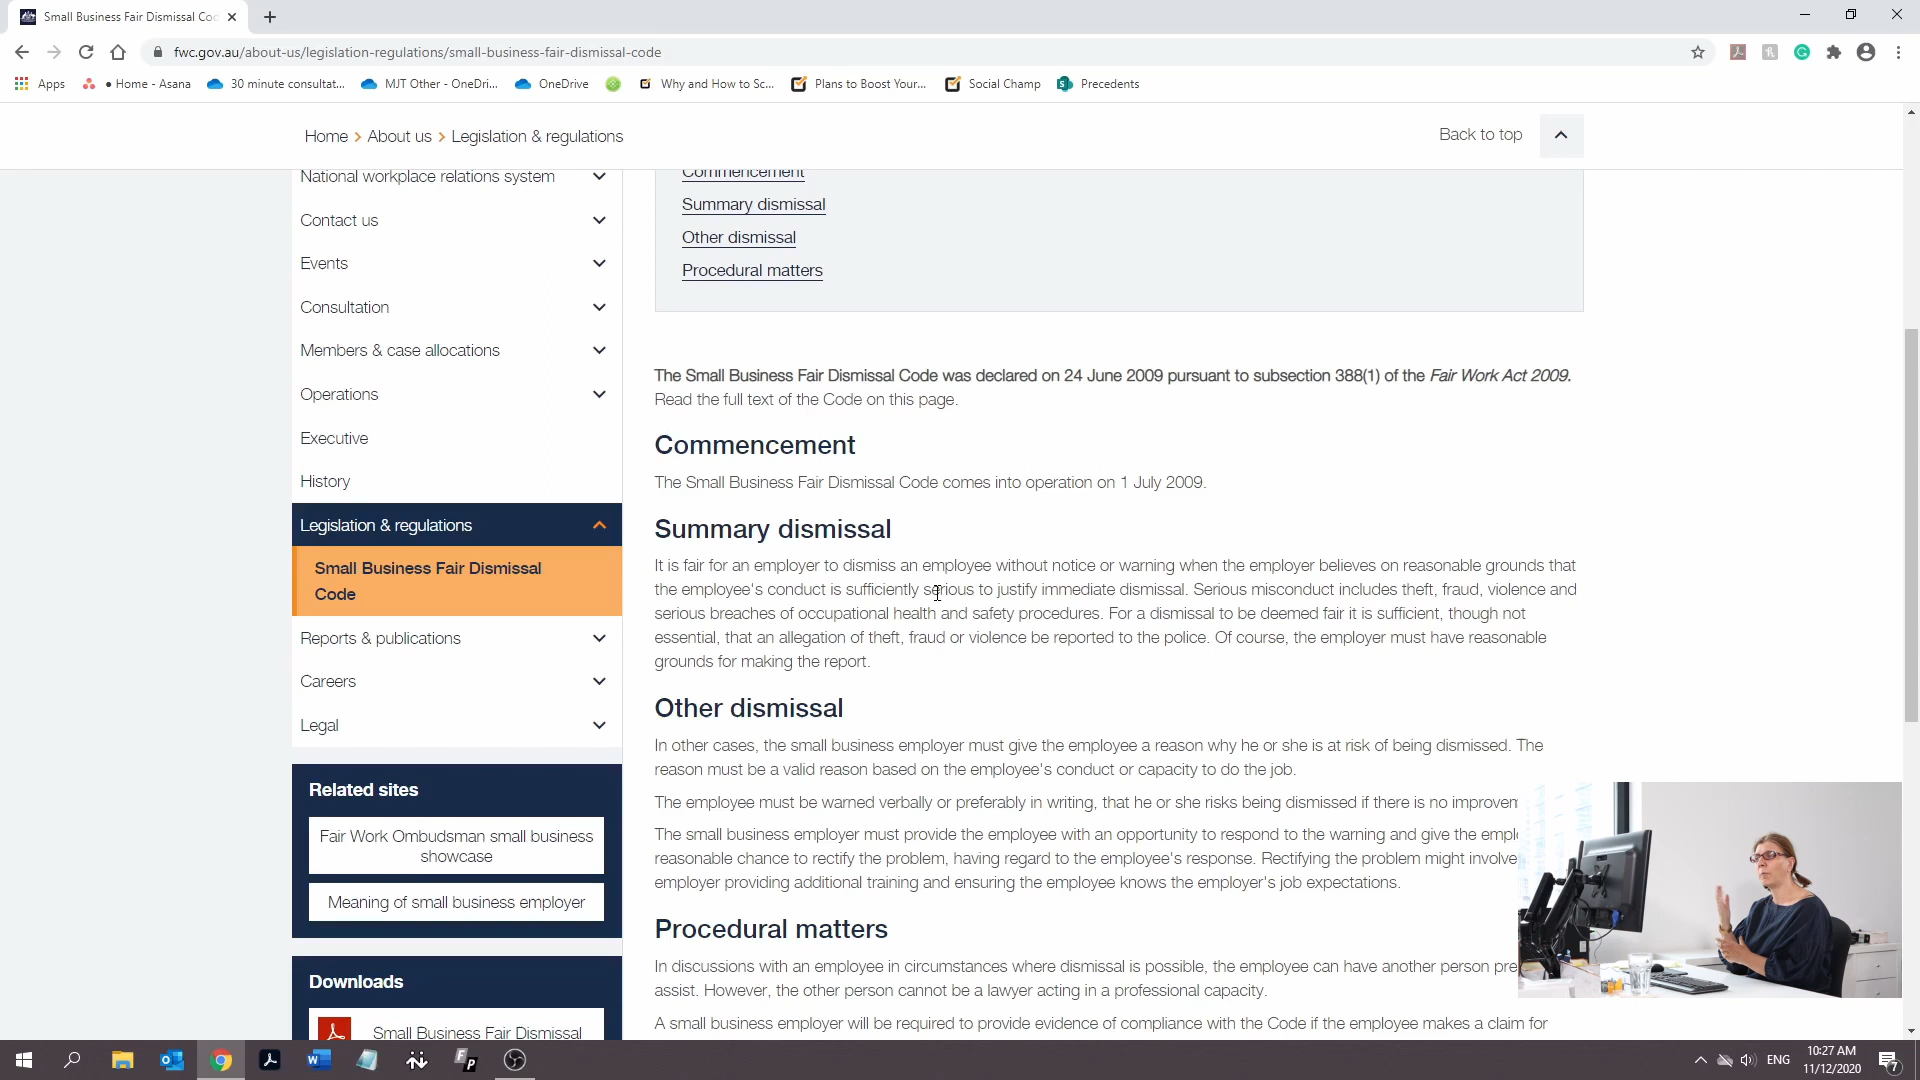 Small Business Fair Dismissal Co
fwc.gov.au/about-us/legislation-regulations/small-business-fair-dismissal-code
Apps
• Home - Asana
30 minute consultat...
MJT Other - OneDri...
OneDrive
Why and How to Sc...
Plans to Boost Your...
Social Champ
Precedents
Home > About us > Legislation & regulations
Back to top
National workplace relations system
Contact us
Events
Consultation
Members & case allocations
Operations
Executive
History
Legislation & regulations
Small Business Fair Dismissal
Code
Reports & publications
Careers
Legal
Related sites
Fair Work Ombudsman small business
showcase
Meaning of small business employer
Downloads
Small Business Fair Dismissal
Commencement
Summary dismissal
Other dismissal
Procedural matters
The Small Business Fair Dismissal Code was declared on 24 June 2009 pursuant to subsection 388(1) of the Fair Work Act 2009.
Read the full text of the Code on this page.
Commencement
The Small Business Fair Dismissal Code comes into operation on 1 July 2009.
Summary dismissal
It is fair for an employer to dismiss an employee without notice or warning when the employer believes on reasonable grounds that
the employee's conduct is sufficiently serious to justify immediate dismissal. Serious misconduct includes theft, fraud, violence and
serious breaches of occupational health and safety procedures. For a dismissal to be deemed fair it is sufficient, though not
essential, that an allegation of theft, fraud or violence be reported to the police. Of course, the employer must have reasonable
grounds for making the report.
Other dismissal
In other cases, the small business employer must give the employee a reason why he or she is at risk of being dismissed. The
reason must be a valid reason based on the employee's conduct or capacity to do the job.
The employee must be warned verbally or preferably in writing, that he or she risks being dismissed if there is no improvem
The small business employer must provide the employee with an opportunity to respond to the warning and give the empl
reasonable chance to rectify the problem, having regard to the employee's response. Rectifying the problem might involve
employer providing additional training and ensuring the employee knows the employer's job expectations.
Procedural matters
In discussions with an employee in circumstances where dismissal is possible, the employee can have another person pre
assist. However, the other person cannot be a lawyer acting in a professional capacity.
A small business employer will be required to provide evidence of compliance with the Code if the employee makes a claim for
ENG
10:27 AM
11/12/2020
7